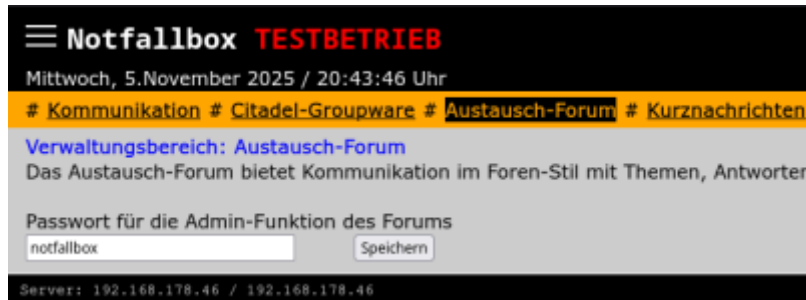 Notfallbox TESTBETRIEB
Mittwoch, 5.November 2025 / 20:43:46 Uhr
# Kommunikation # Citadel-Groupware # Austausch-Forum # Kurznachrichten
Verwaltungsbereich: Austausch-Forum
Das Austausch-Forum bietet Kommunikation im Foren-Stil mit Themen, Antworten
Passwort für die Admin-Funktion des Forums
notfallbox Speichern
Server: 192.168.178.46 / 192.168.178.46